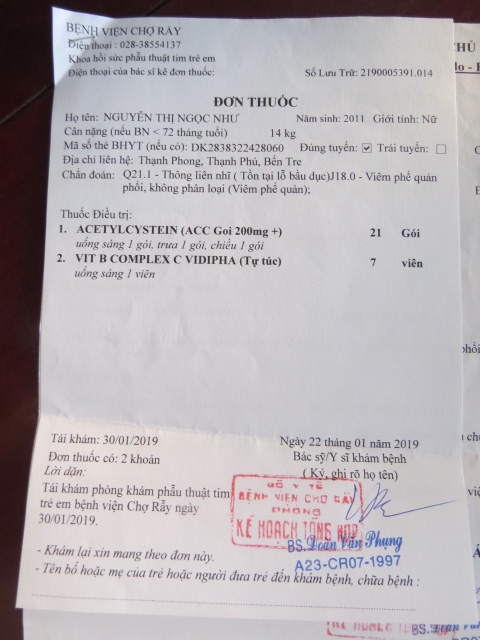 BỆNH VIỆN CHỢ RẪY
Điện thoại : 028-38554137
Khoa hồi sức phẫu thuật tim trẻ em
Điện thoại của bác sĩ kê đơn thuốc:
Số Lưu Trữ: 2190005391.014
ĐƠN THUỐC
Họ tên: NGUYỄN THỊ NGỌC NHƯ Năm sinh: 2011 Giới tính: Nữ
Cân nặng (nếu BN < 72 tháng tuổi) 14 kg
Mã số thẻ BHYT (nếu có): DK2838322428060 Đúng tuyến: Trái tuyến:
Địa chỉ liên hệ: Thạnh Phong, Thạnh Phú, Bến Tre
Chẩn đoán: Q21.1 - Thông liên nhĩ ( Tồn tại lỗ bầu dục)J18.0 - Viêm phế quản
phổi, không phân loại (Viêm phế quản);
Thuốc Điều trị:
1. ACETYLCYSTEIN (ACC Goi 200mg +) 21 Gói
uống sáng 1 gói, trưa 1 gói, chiều 1 gói
2. VIT B COMPLEX C VIDIPHA (Tự túc) 7 viên
uống sáng 1 viên
Tái khám: 30/01/2019
Ngày 22 tháng 01 năm 2019
Đơn thuốc có: 2 khoản
Bác sỹ/Y sĩ khám bệnh
Lời dặn:
( Ký, ghi rõ họ tên)
Tái khám phòng khám phẫu thuật tim
trẻ em bệnh viện Chợ Rẫy ngày
30/01/2019.
SỞ Y TẾ
BỆNH VIỆN CHỢ RẪY
PHÒNG
KẾ HOẠCH TỔNG HỢP
BS.Đoàn Văn Phụng
A23-CR07-1997
- Khám lại xin mang theo đơn này.
- Tên bố hoặc mẹ của trẻ hoặc người đưa trẻ đến khám bệnh, chữa bệnh :